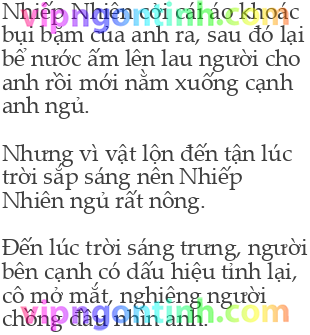 Nhiếp Nhiên cởi cái áo khoác
bụi bặm của anh ra, sau đó lại
bể nước ấm lên lau người cho
anh rồi mới nằm xuống cạnh
anh ngủ.

Nhưng vì vật lộn đến tận lúc
trời sắp sáng nên Nhiếp
Nhiên ngủ rất nông.

Đến lúc trời sáng trưng, người
bên cạnh có dấu hiệu tỉnh lại,
cô mở mắt, nghiêng người
chống đầu nhìn anh.
vipngontinh.com
vipngontinh.com